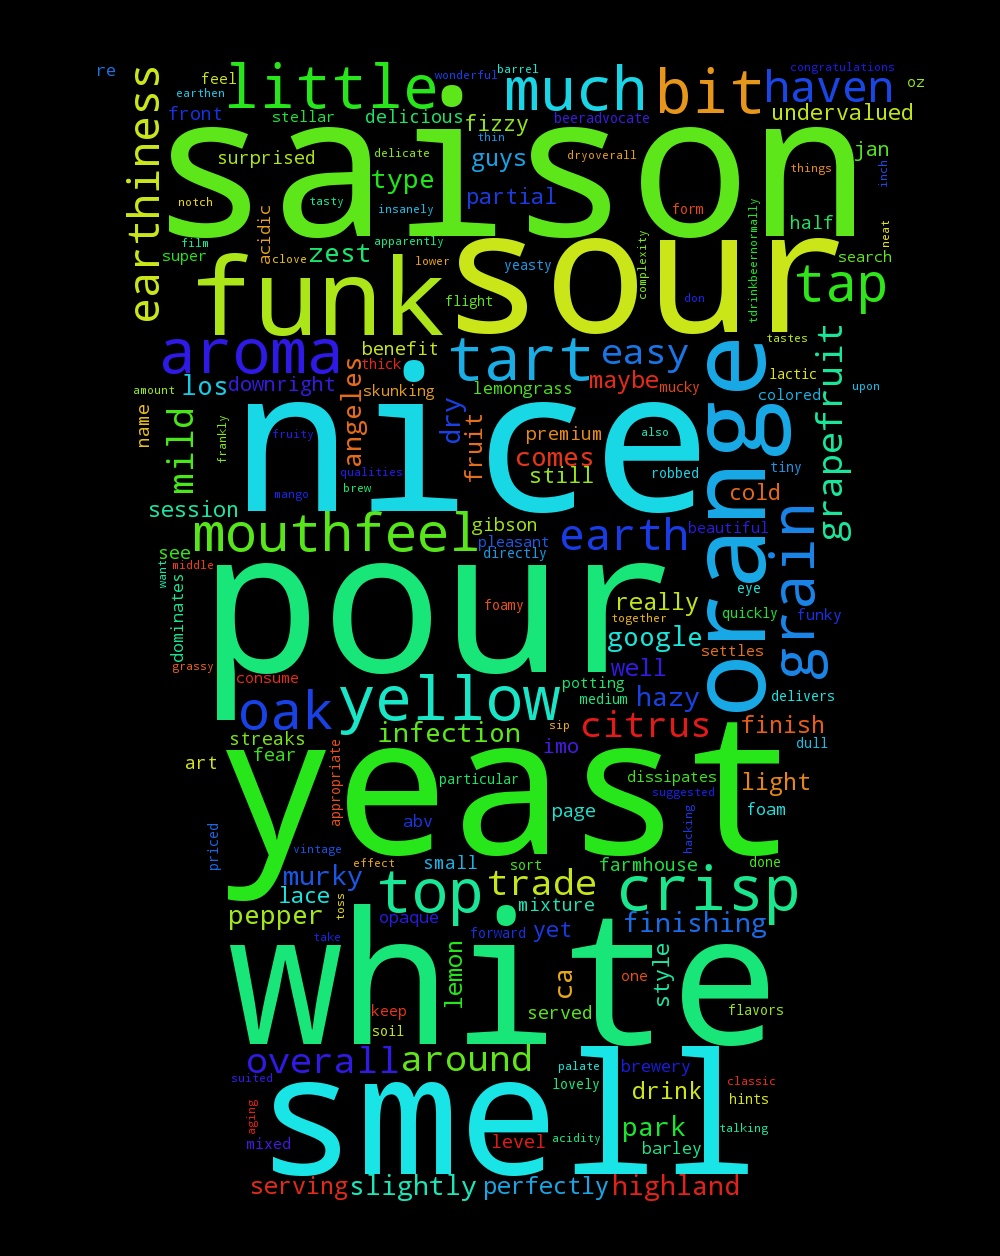 re
earthen
feel
little
wonderful
barrel
much
bit
haven
congratulations
oz
front
stellar
delicious
fizzy
beeradvocate
undervalued
earthiness
saison
surprised
delicate
type
thin
guys
dryoverall
things
jan
inch
notch
tasty
insanely
partial
form
half
acidic
film
super
clove
zest
apparently
lower
yeasty
complexity
tdrinkbeernormally
neat
search
funk
flight
sour
don
tap
aroma
benefit
tart
easy
tastes
amount
los
downright
angeles
thick
skunking
lemongrass
maybe
mucky
lactic
colored
upon
grapefruit
name
mild
frankly
fruity
nice
dry
fruit
premium
also
orange
comes
still
robbed
tiny
cold
qualities
brew
mango
session
mouthfeel
gibson
pleasant
directly
earth
beautiful
grain
see
middle
want
dominates
pour
foamy
eye
really
together
quickly
funky
google
settles
grassy
consume
well
potting
medium
hazy
delivers
oak
yellow
sip
citrus
finish
streaks
fear
infection
imo
dull
art
yeast
appropriate
particular
dissipates
suggested
light
page
foam
hacking
abv
priced
vintage
effect
small
sort
farmhouse
done
murky
lace
toss
top
trade
mixture
crisp
pepper
opaque
forward
yet
finishing
take
white
lemon
ca
style
one
keep
soil
served
flavors
overall
around
palate
brewery
suited
lovely
drink
classic
hints
smell
aging
mixed
level
acidity
park
talking
barley
serving
slightly
perfectly
highland